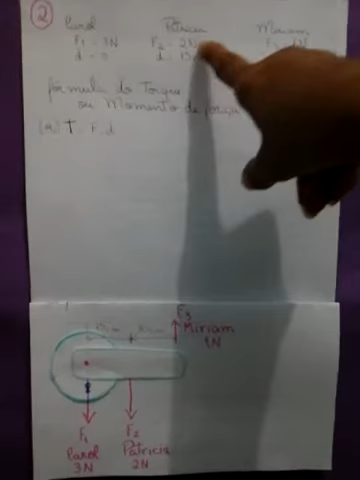 2
Carol Patricia Miriam
F1 = 3N F2 = 2N
d = 0
fórmula do Torque
ou Momento de força
(a) T = F.d
F3
Miriam
1N
F1 F2
Carol Patricia
3N 2N